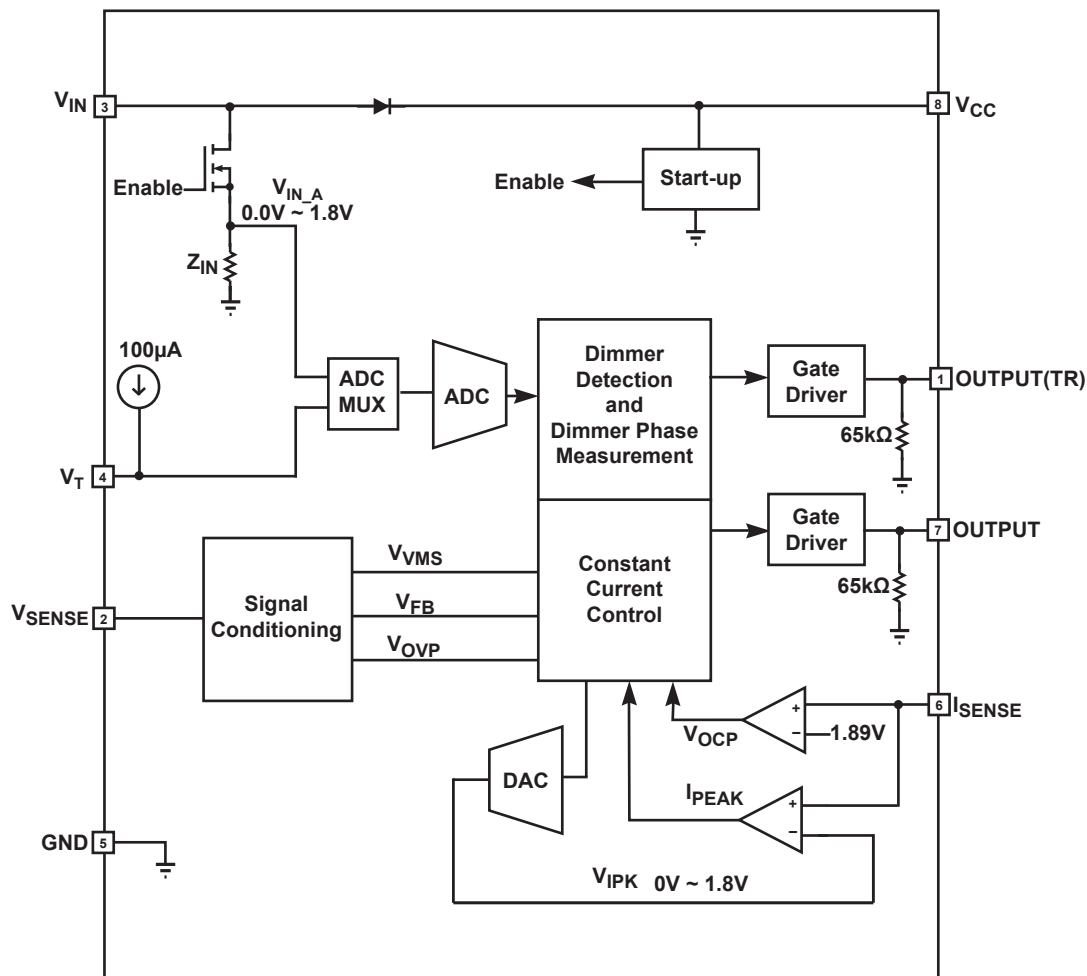 VIN
3
8
VCC
Enable
VIN_A
0.0V ~ 1.8V
ZIN
Enable
Start-up
100µA
ADC
MUX
ADC
Dimmer
Detection
and
Dimmer Phase
Measurement
Gate
Driver
1
OUTPUT(TR)
65kΩ
VT
4
Gate
Driver
7
OUTPUT
65kΩ
VSENSE
2
Signal
Conditioning
VVMS
VFB
VOVP
Constant
Current
Control
6
ISENSE
+
−
1.89V
VOCP
DAC
IPEAK
+
−
GND
5
VIPK 0V ~ 1.8V